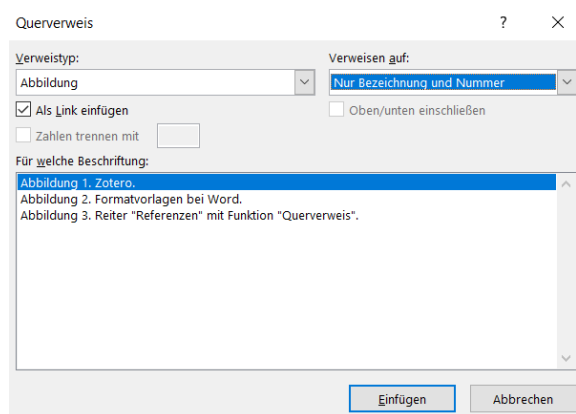 Querverweis
Verweistyp:
Verweisen auf:
Abbildung
Nur Bezeichnung und Nummer
Als Link einfügen
Oben/unten einschließen
Zahlen trennen mit
Für welche Beschriftung:
Abbildung 1. Zotero.
Abbildung 2. Formatvorlagen bei Word.
Abbildung 3. Reiter "Referenzen" mit Funktion "Querverweis".
Einfügen
Abbrechen